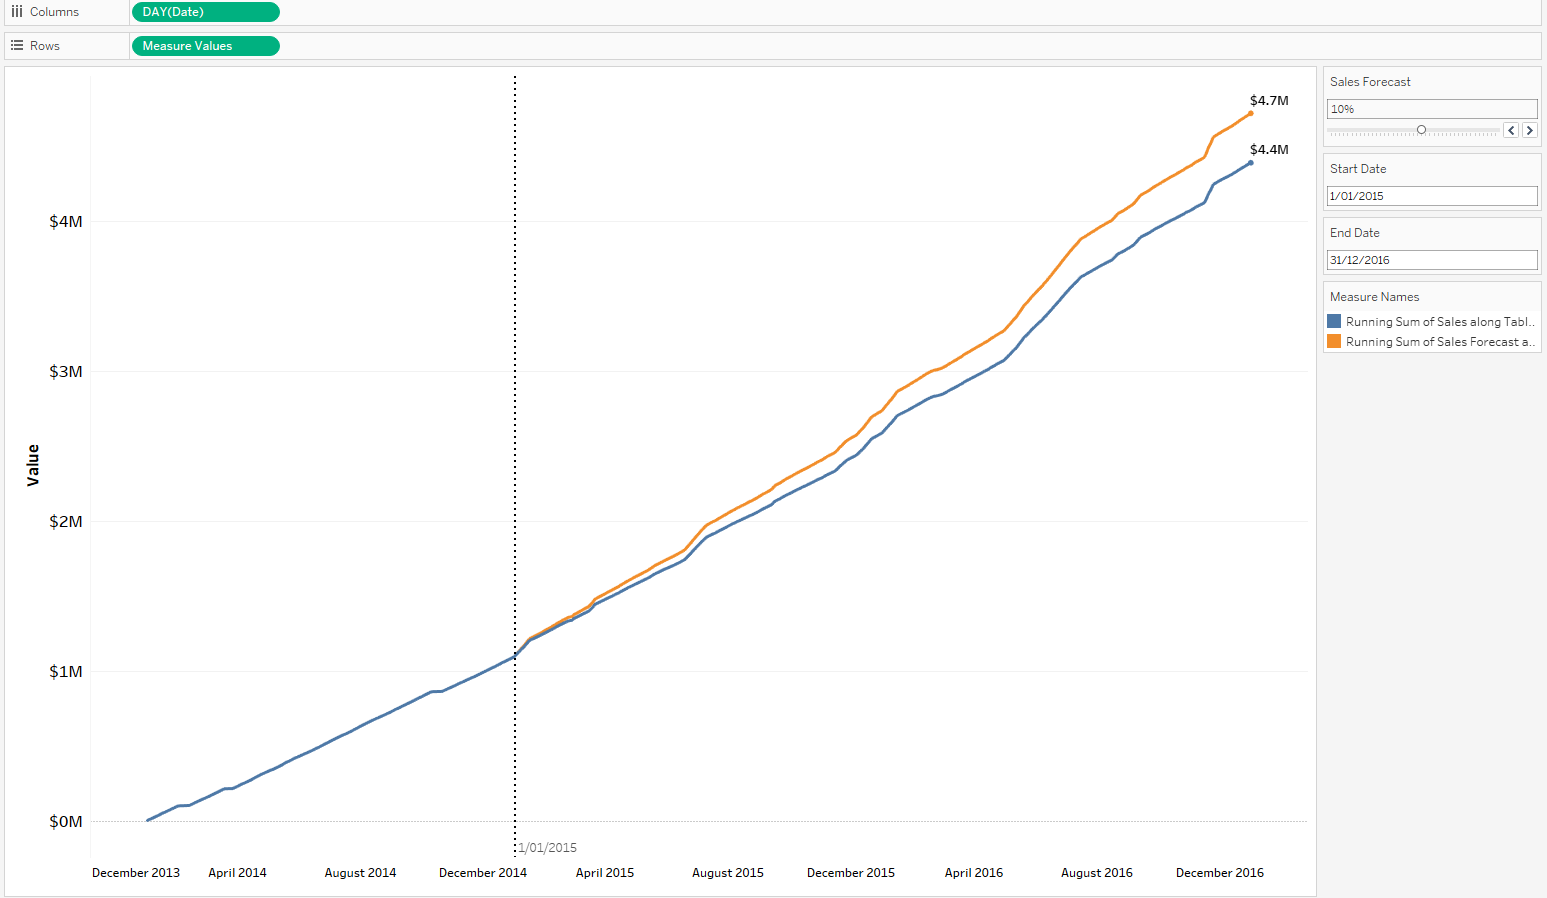 Columns
DAY(Date)
Rows
Measure Values
$4.7M
$4.4M
$4M
$3M
$2M
$1M
$0M
Value
1/01/2015
December 2013 April 2014 August 2014 December 2014 April 2015 August 2015 December 2015 April 2016 August 2016 December 2016
Sales Forecast
10%
Start Date
1/01/2015
End Date
31/12/2016
Measure Names
Running Sum of Sales along Tabl..
Running Sum of Sales Forecast a..